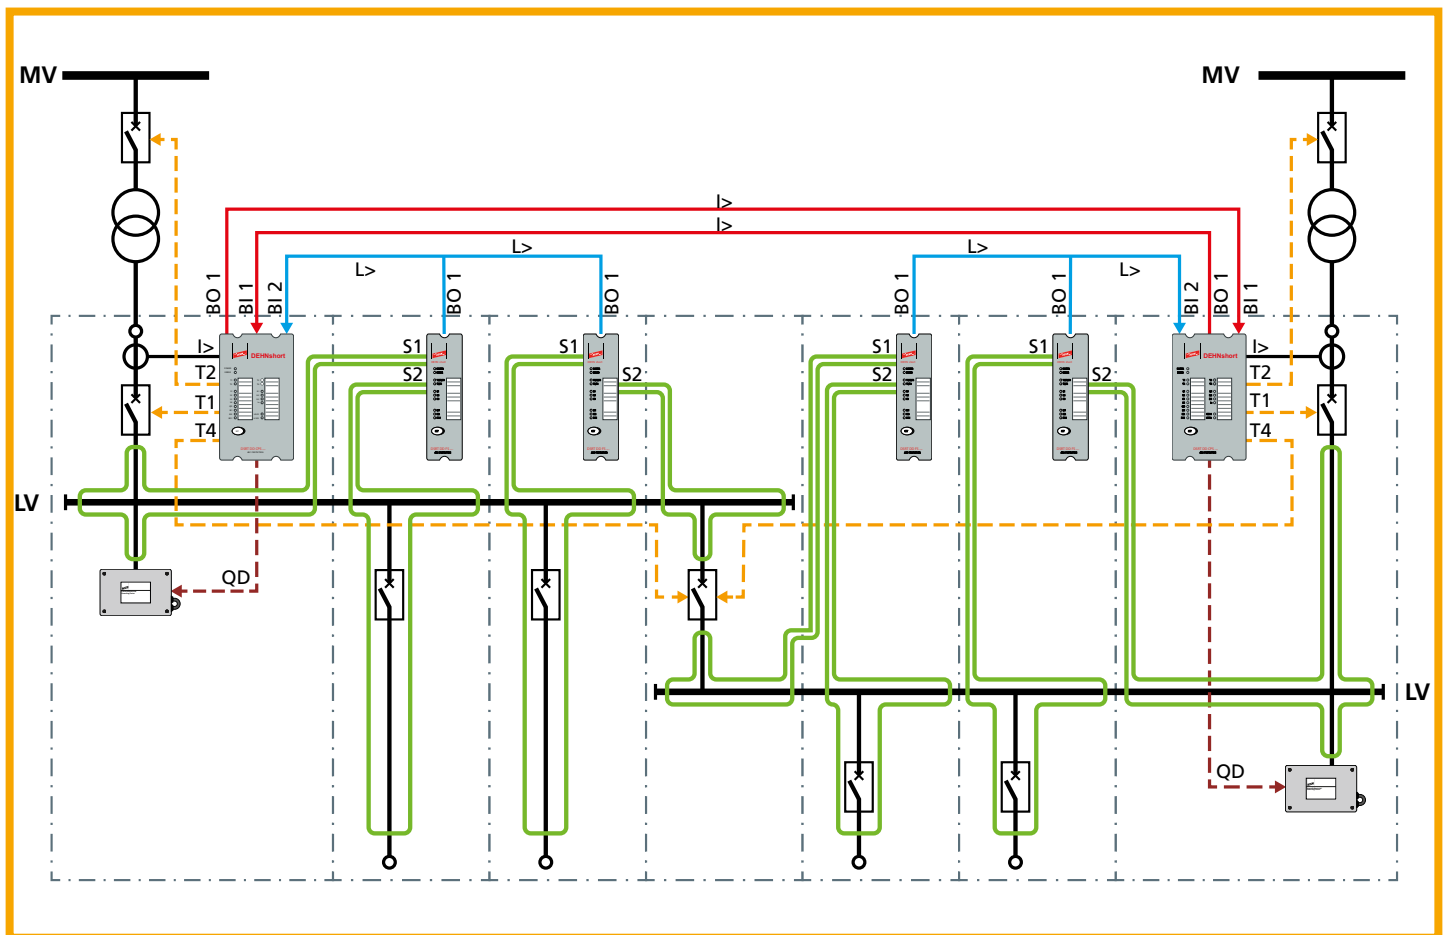 MV
MV
I>
I>
L>
L>
L>
L>
BO 1
BI 1
BI 2
BO 1
BO 1
BO 1
BO 1
BI 2
BO 1
BI 1
I>
T2
T1
T4
DEHNshort
S1
S2
S1
S2
S1
S2
S1
S2
DEHNshort
I>
T2
T1
T4
LV
QD
LV
QD